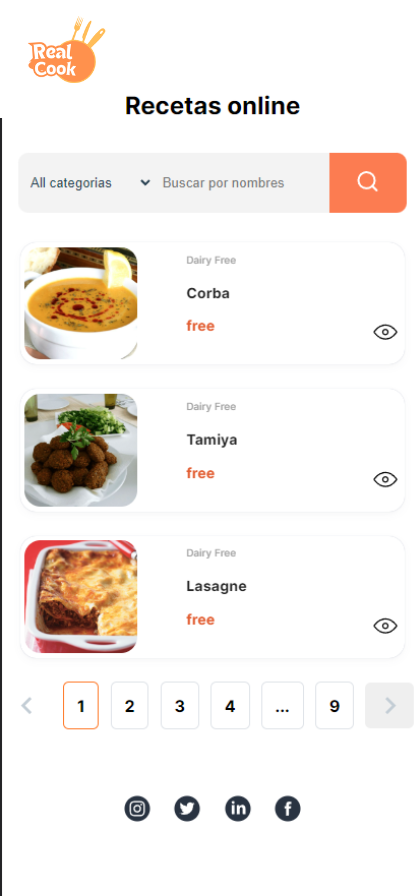 Real
Cook
Recetas online
All categorias
Buscar por nombres
Dairy Free
Corba
free
Dairy Free
Tamiya
free
Dairy Free
Lasagne
free
1 2 3 4 ... 9